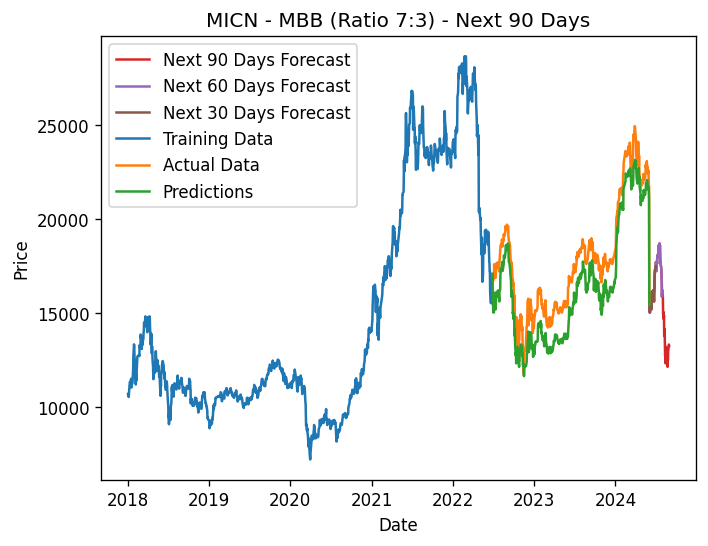 MICN - MBB (Ratio 7:3) - Next 90 Days
Next 90 Days Forecast
Next 60 Days Forecast
Next 30 Days Forecast
Training Data
Actual Data
Predictions
Price
25000
20000
15000
10000
2018 2019 2020 2021 2022 2023 2024
Date